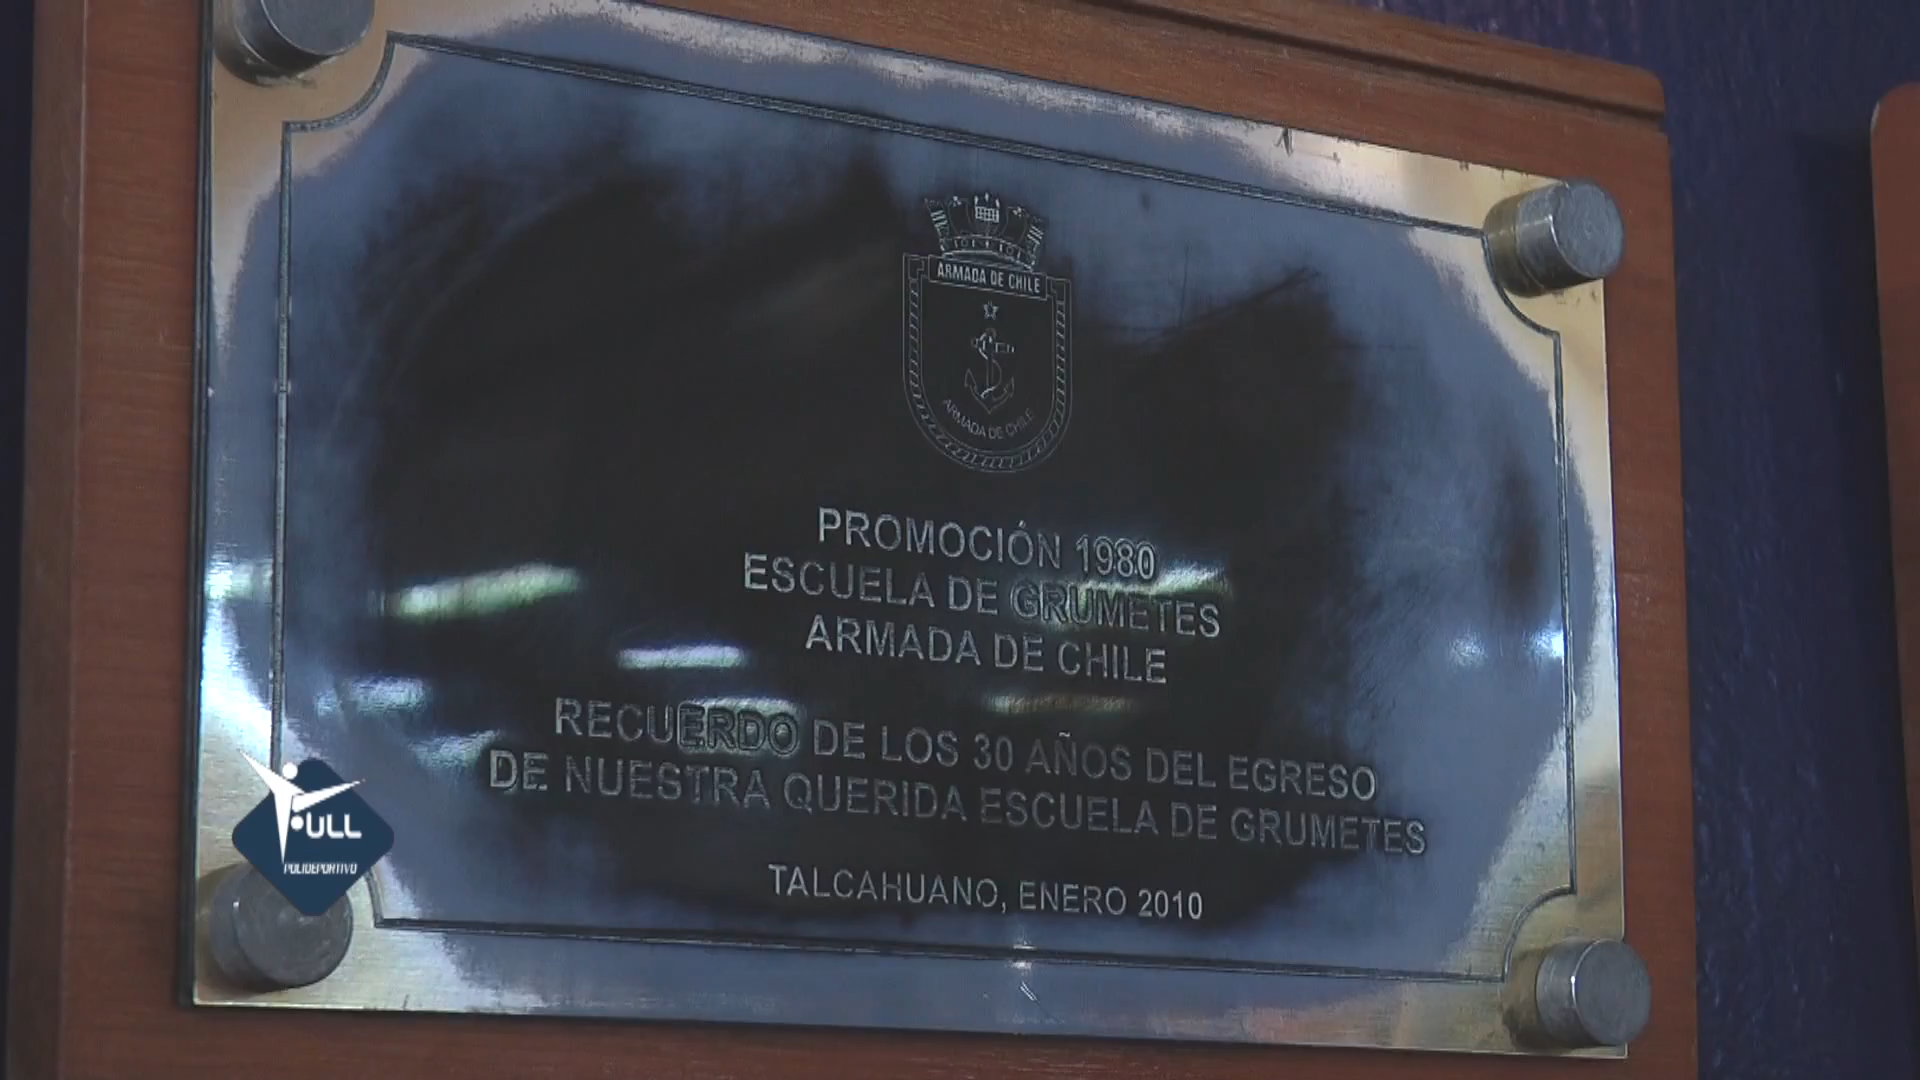 ARMADA DE CHILE
ARMADA DE CHILE
PROMOCIÓN 1980
ESCUELA DE GRUMETES
ARMADA DE CHILE
RECUERDO DE LOS 30 AÑOS DEL EGRESO
DE NUESTRA QUERIDA ESCUELA DE GRUMETES
TALCAHUANO, ENERO 2010
FULL
POLIDEPORTIVO